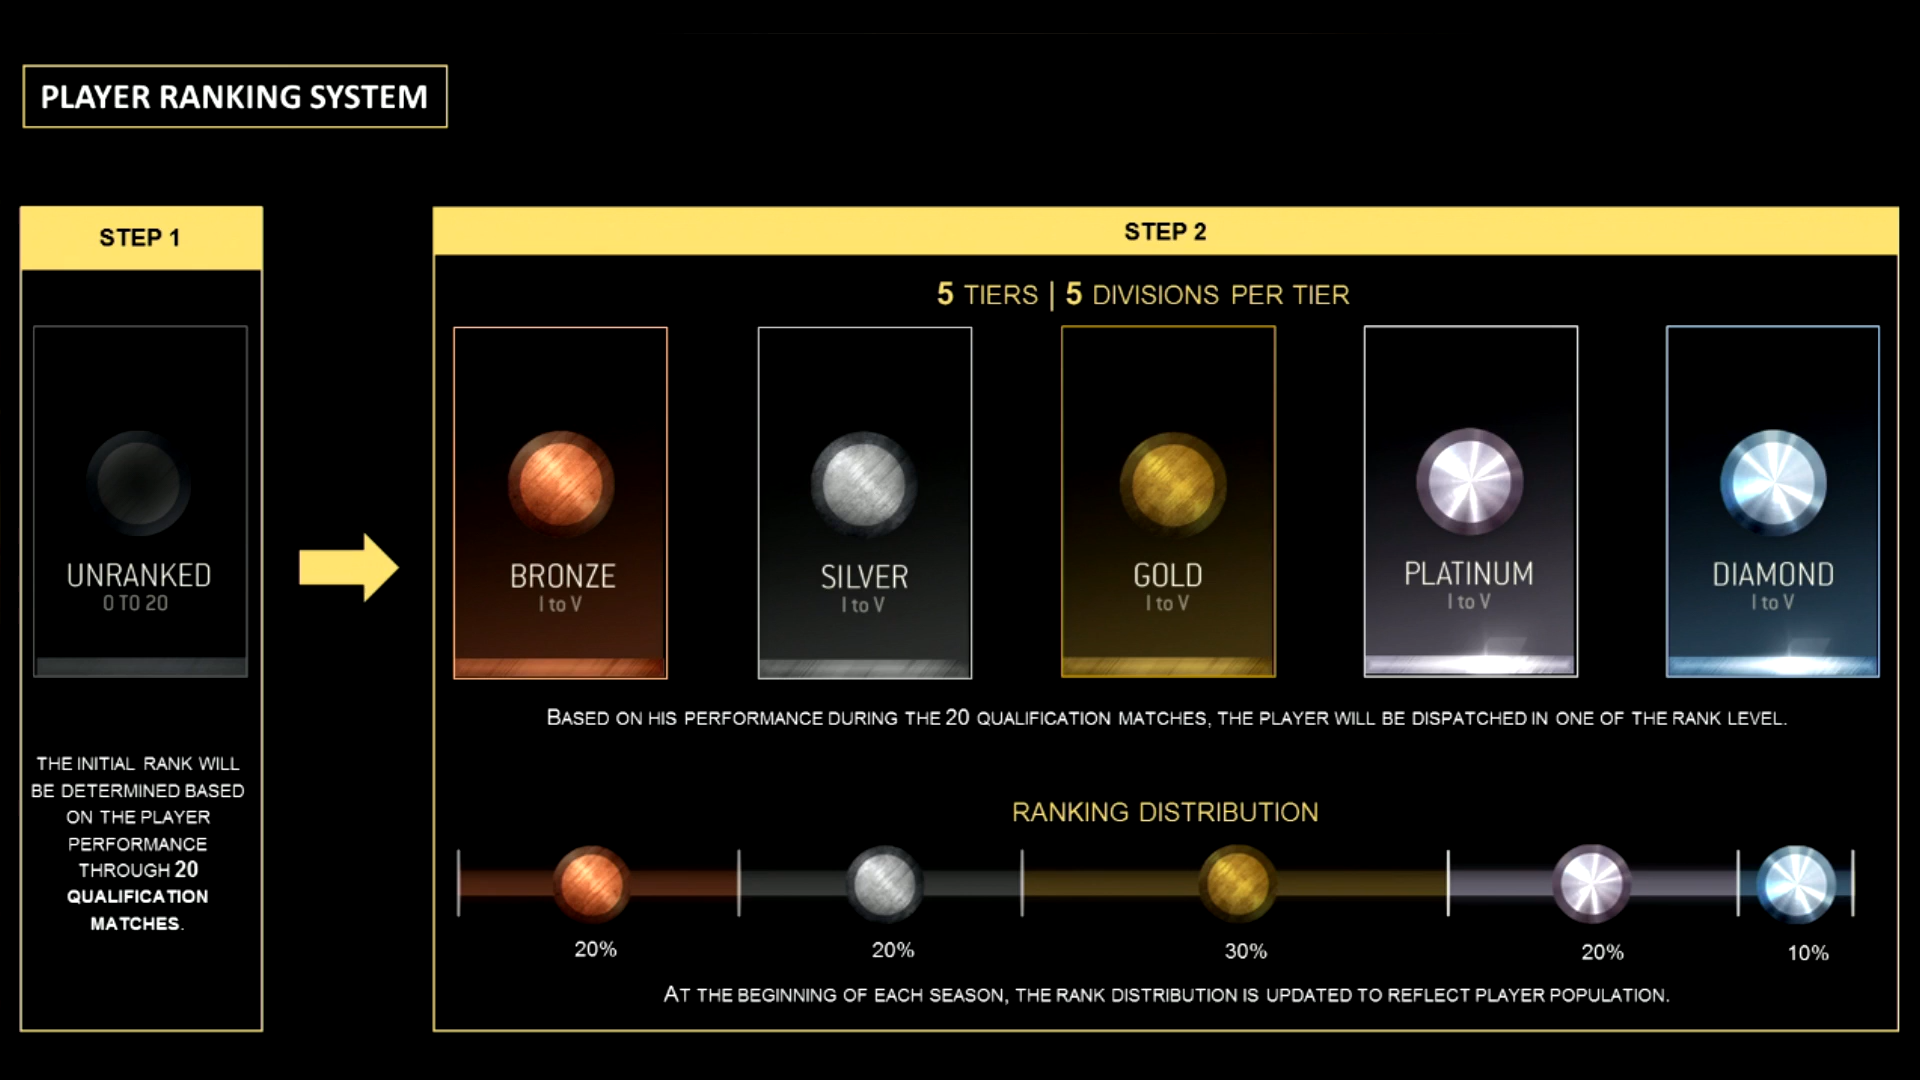 PLAYER RANKING SYSTEM
STEP 1
UNRANKED
0 TO 20
THE INITIAL RANK WILL
BE DETERMINED BASED
ON THE PLAYER
PERFORMANCE
THROUGH 20
QUALIFICATION
MATCHES.
STEP 2
5 TIERS | 5 DIVISIONS PER TIER
BRONZE
I to V
SILVER
I to V
GOLD
I to V
PLATINUM
I to V
DIAMOND
I to V
BASED ON HIS PERFORMANCE DURING THE 20 QUALIFICATION MATCHES, THE PLAYER WILL BE DISPATCHED IN ONE OF THE RANK LEVEL.
RANKING DISTRIBUTION
20%
20%
30%
20%
10%
AT THE BEGINNING OF EACH SEASON, THE RANK DISTRIBUTION IS UPDATED TO REFLECT PLAYER POPULATION.